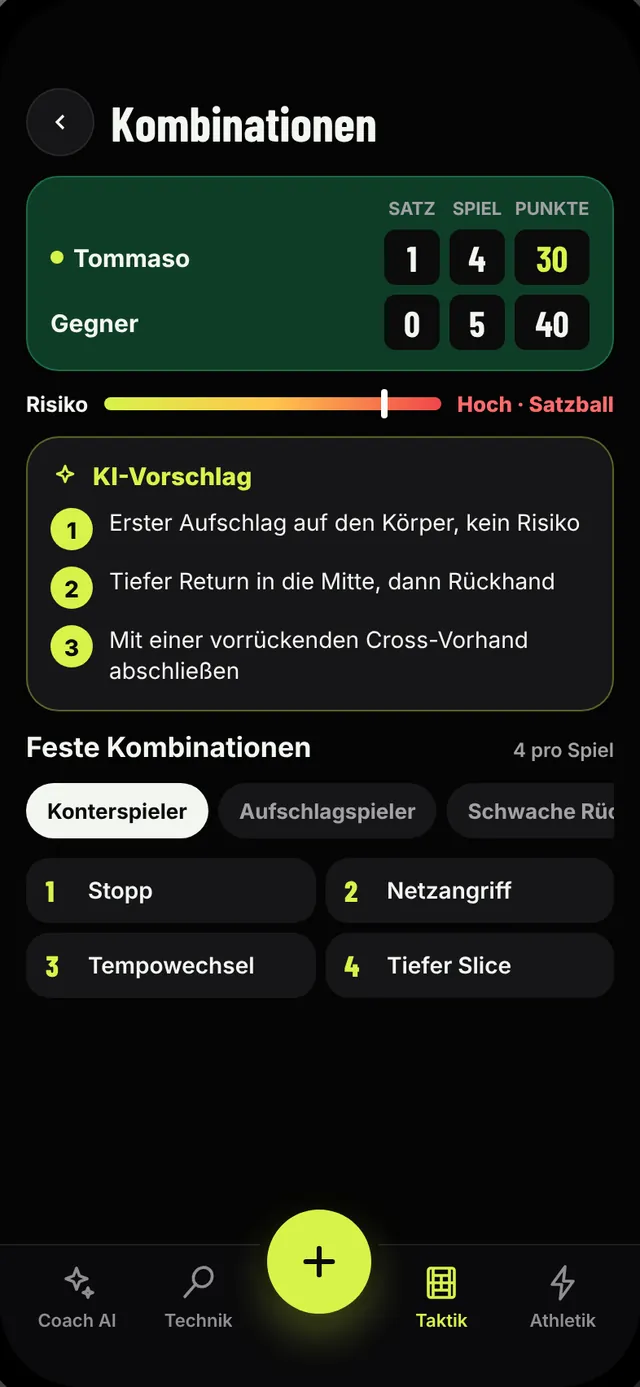 Kombinationen
SATZ SPIEL PUNKTE
Tommaso 1 4 30
Gegner 0 5 40
Risiko Hoch · Satzball
KI-Vorschlag
1 Erster Aufschlag auf den Körper, kein Risiko
2 Tiefer Return in die Mitte, dann Rückhand
3 Mit einer vorrückenden Cross-Vorhand
abschließen
Feste Kombinationen 4 pro Spiel
Konterspieler Aufschlagspieler Schwache
1 Stopp 2 Netzangriff
3 Tempowechsel 4 Tiefer Slice
Coach AI Technik Taktik Athletik